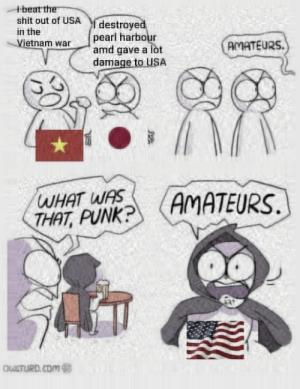 I beat the
shit out of USA
in the
Vietnam war
I destroyed
pearl harbour
amd gave a lot
damage to USA
AMATEURS.
WHAT WAS
THAT, PUNK?
AMATEURS.
OWLTURD.COM